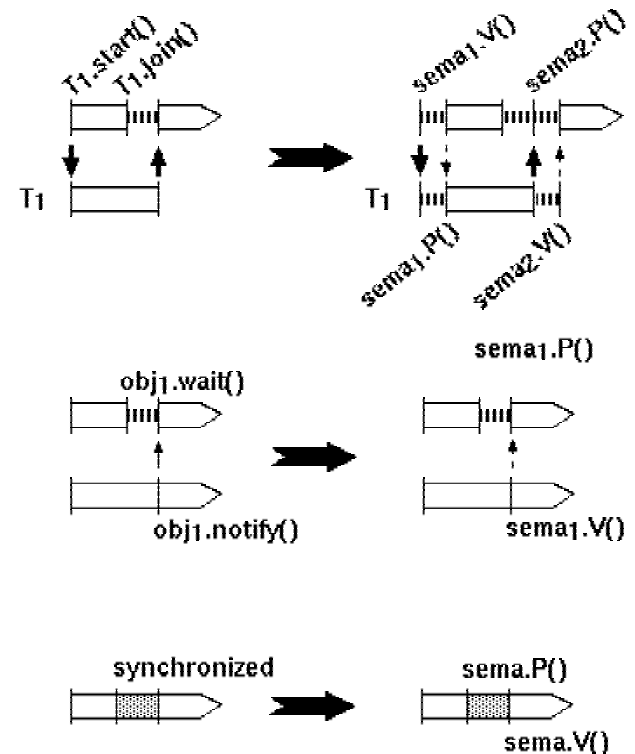 T1.start()
T1.join()
sema1.V()
sema2.P()
T1
T1
sema1.P()
sema2.V()
sema1.P()
obj1.wait()
obj1.notify()
sema1.V()
synchronized
sema.P()
sema.V()